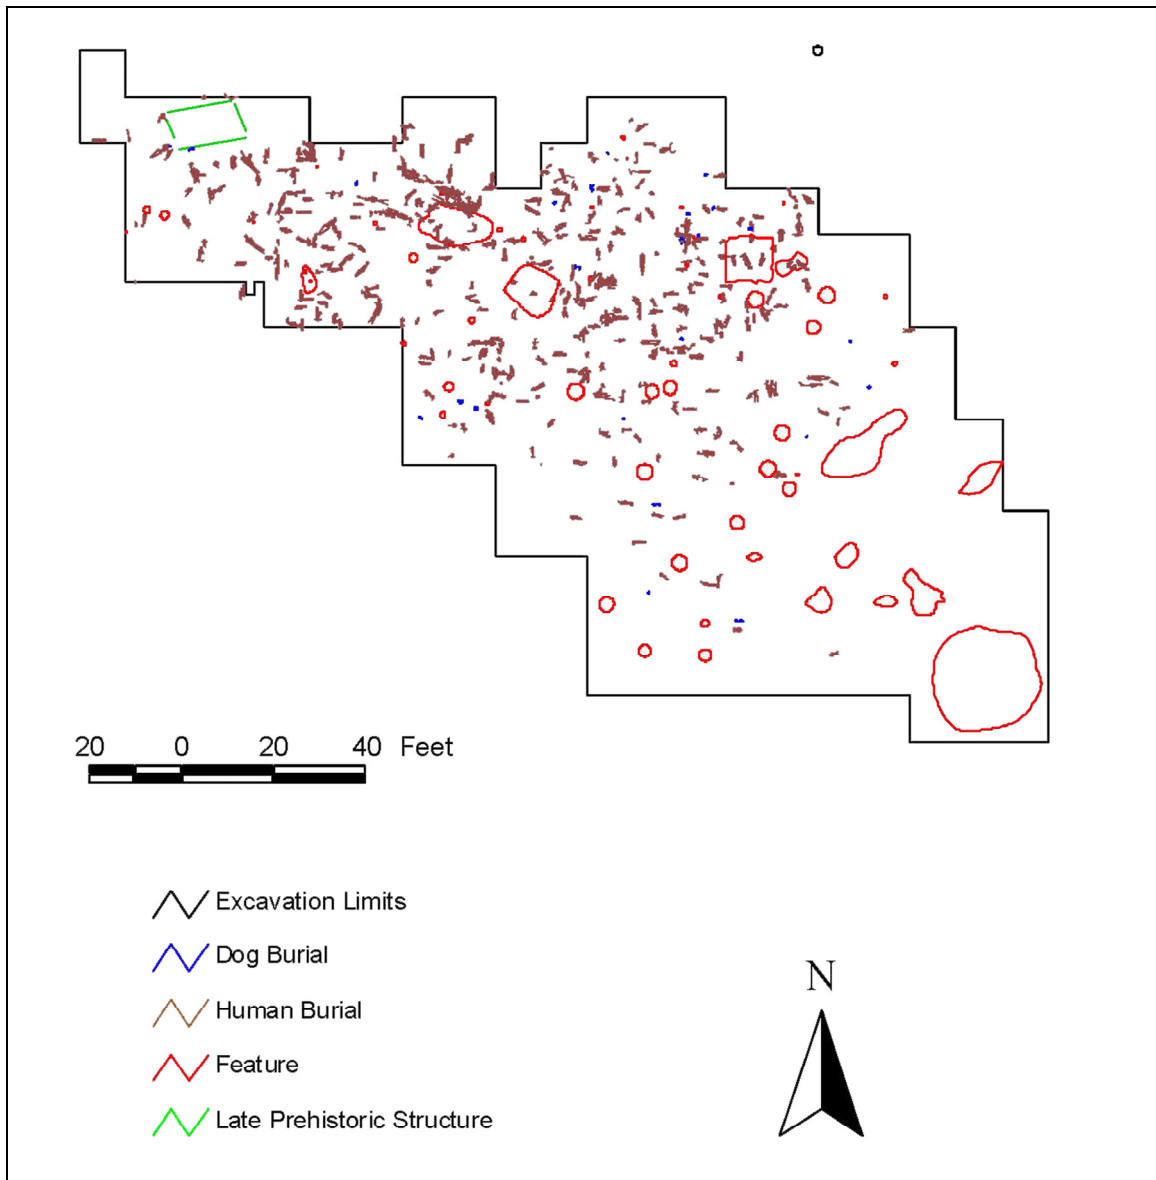 20 0 20 40 Feet
Excavation Limits
Dog Burial
Human Burial
Feature
Late Prehistoric Structure
N